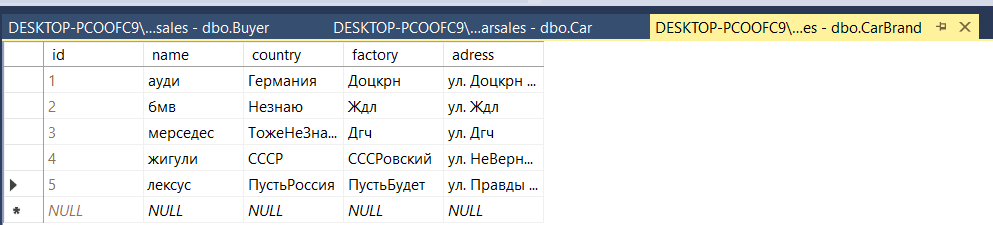 DESKTOP-PCOOFC9\...sales - dbo.Buyer DESKTOP-PCOOFC9\...arsales - dbo.Car DESKTOP-PCOOFC9\...es - dbo.CarBrand
id name country factory adress
1 ауди Германия Доцкрн ул. Доцкрн ...
2 бмв Незнаю Ждл ул. Ждл
3 мерседес ТожеНеЗна... Дгч ул. Дгч
4 жигули СССР СССРовский ул. НеВерн...
5 лексус ПустьРоссия ПустьБудет ул. Правды ...
NULL NULL NULL NULL NULL